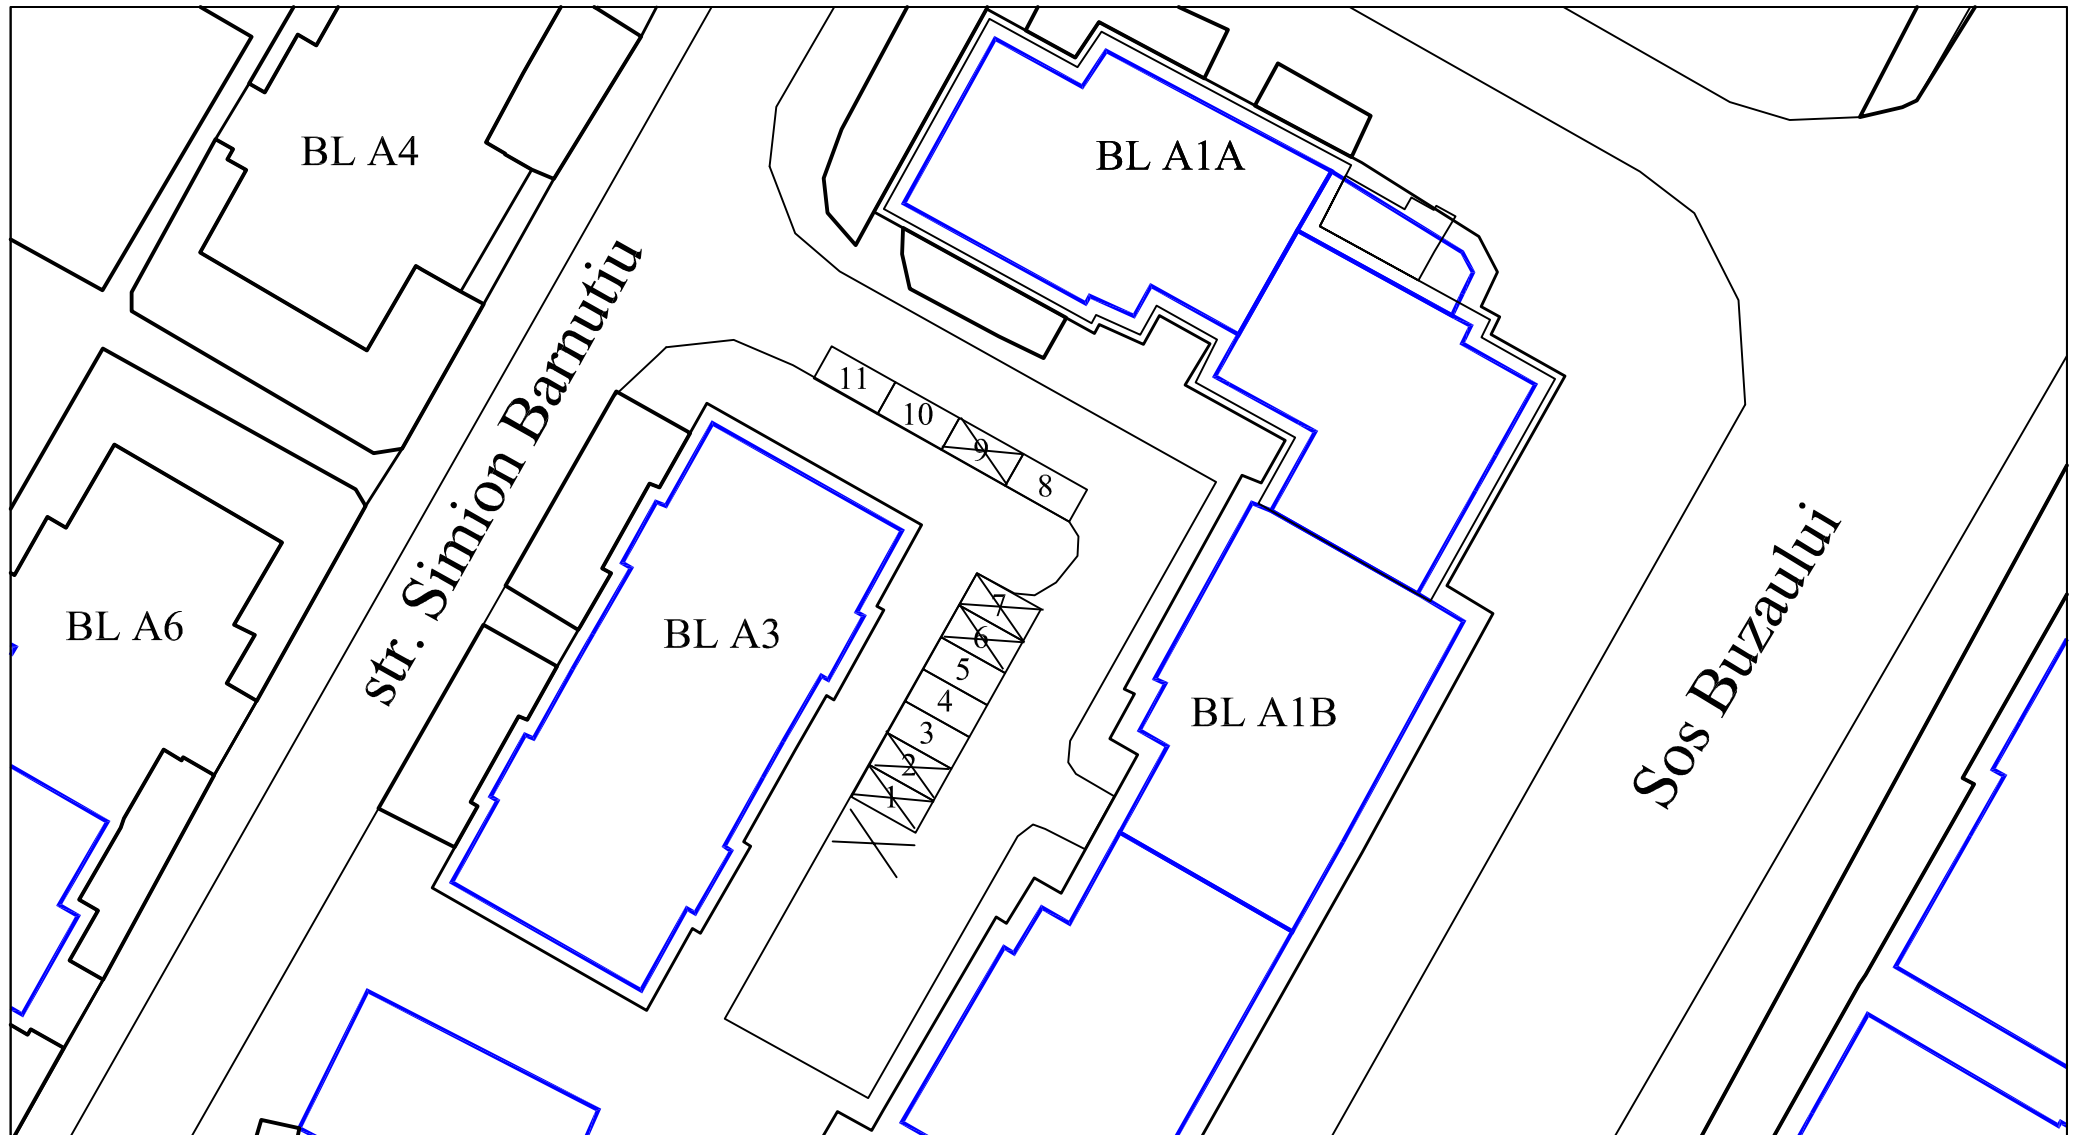 BL A4
BL A1A
str. Simion Barnutiu
11
10
9
8
7
6
5
4
3
2
1
BL A6
BL A3
BL A1B
Sos Buzaului